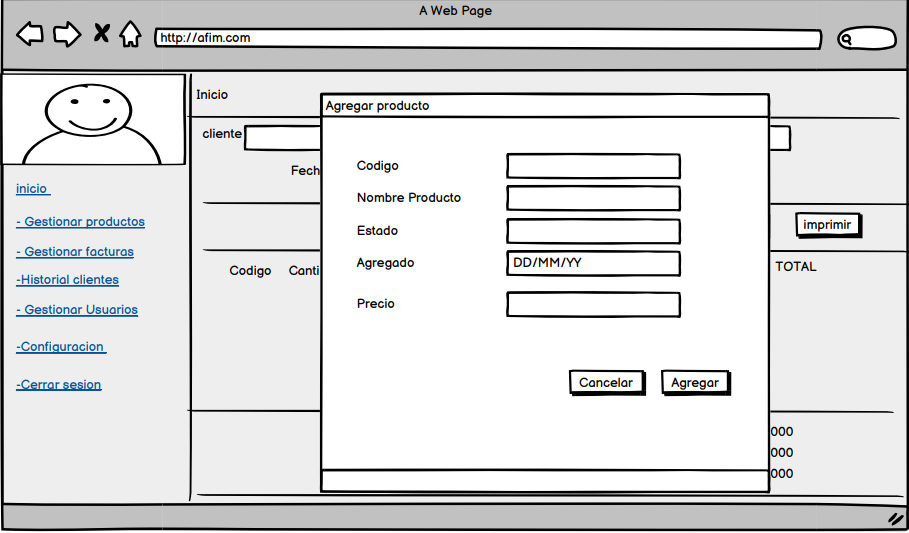 A Web Page
http://afim.com
Inicio
Agregar producto
cliente
Fech
imprimir
Codigo Canti
TOTAL
000
000
000
inicio
- Gestionar productos
- Gestionar facturas
-Historial clientes
- Gestionar Usuarios
-Configuracion
-Cerrar sesion
Codigo
Nombre Producto
Estado
Agregado DD/MM/YY
Precio
Cancelar Agregar